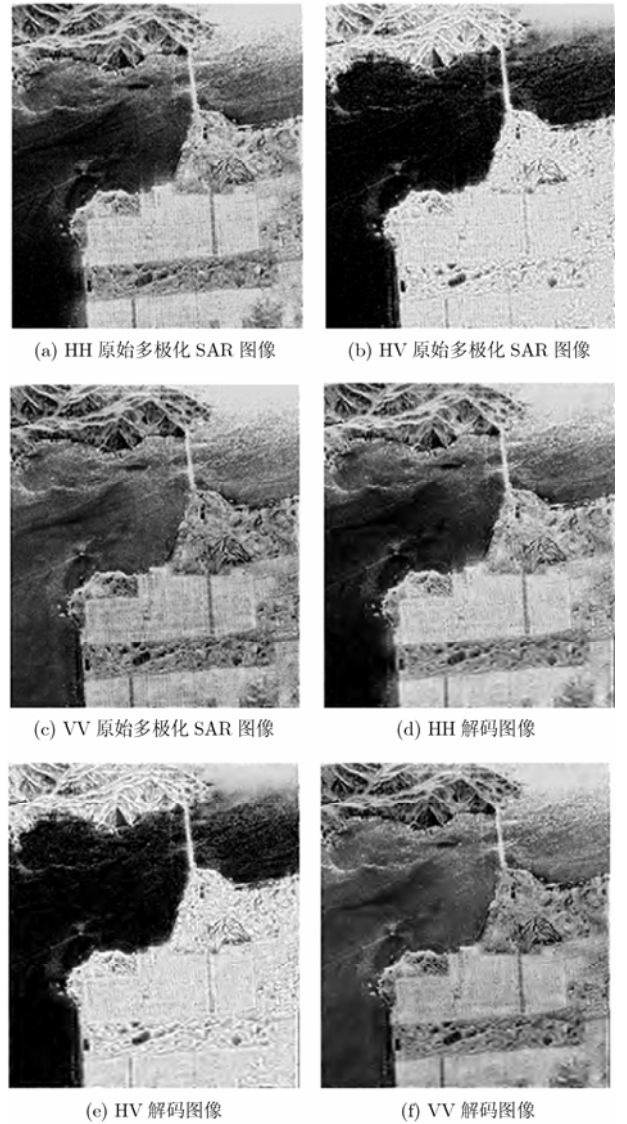 (a) HH 原始多极化 SAR 图像
(b) HV 原始多极化 SAR 图像
(c) VV 原始多极化 SAR 图像
(d) HH 解码图像
(e) HV 解码图像
(f) VV 解码图像